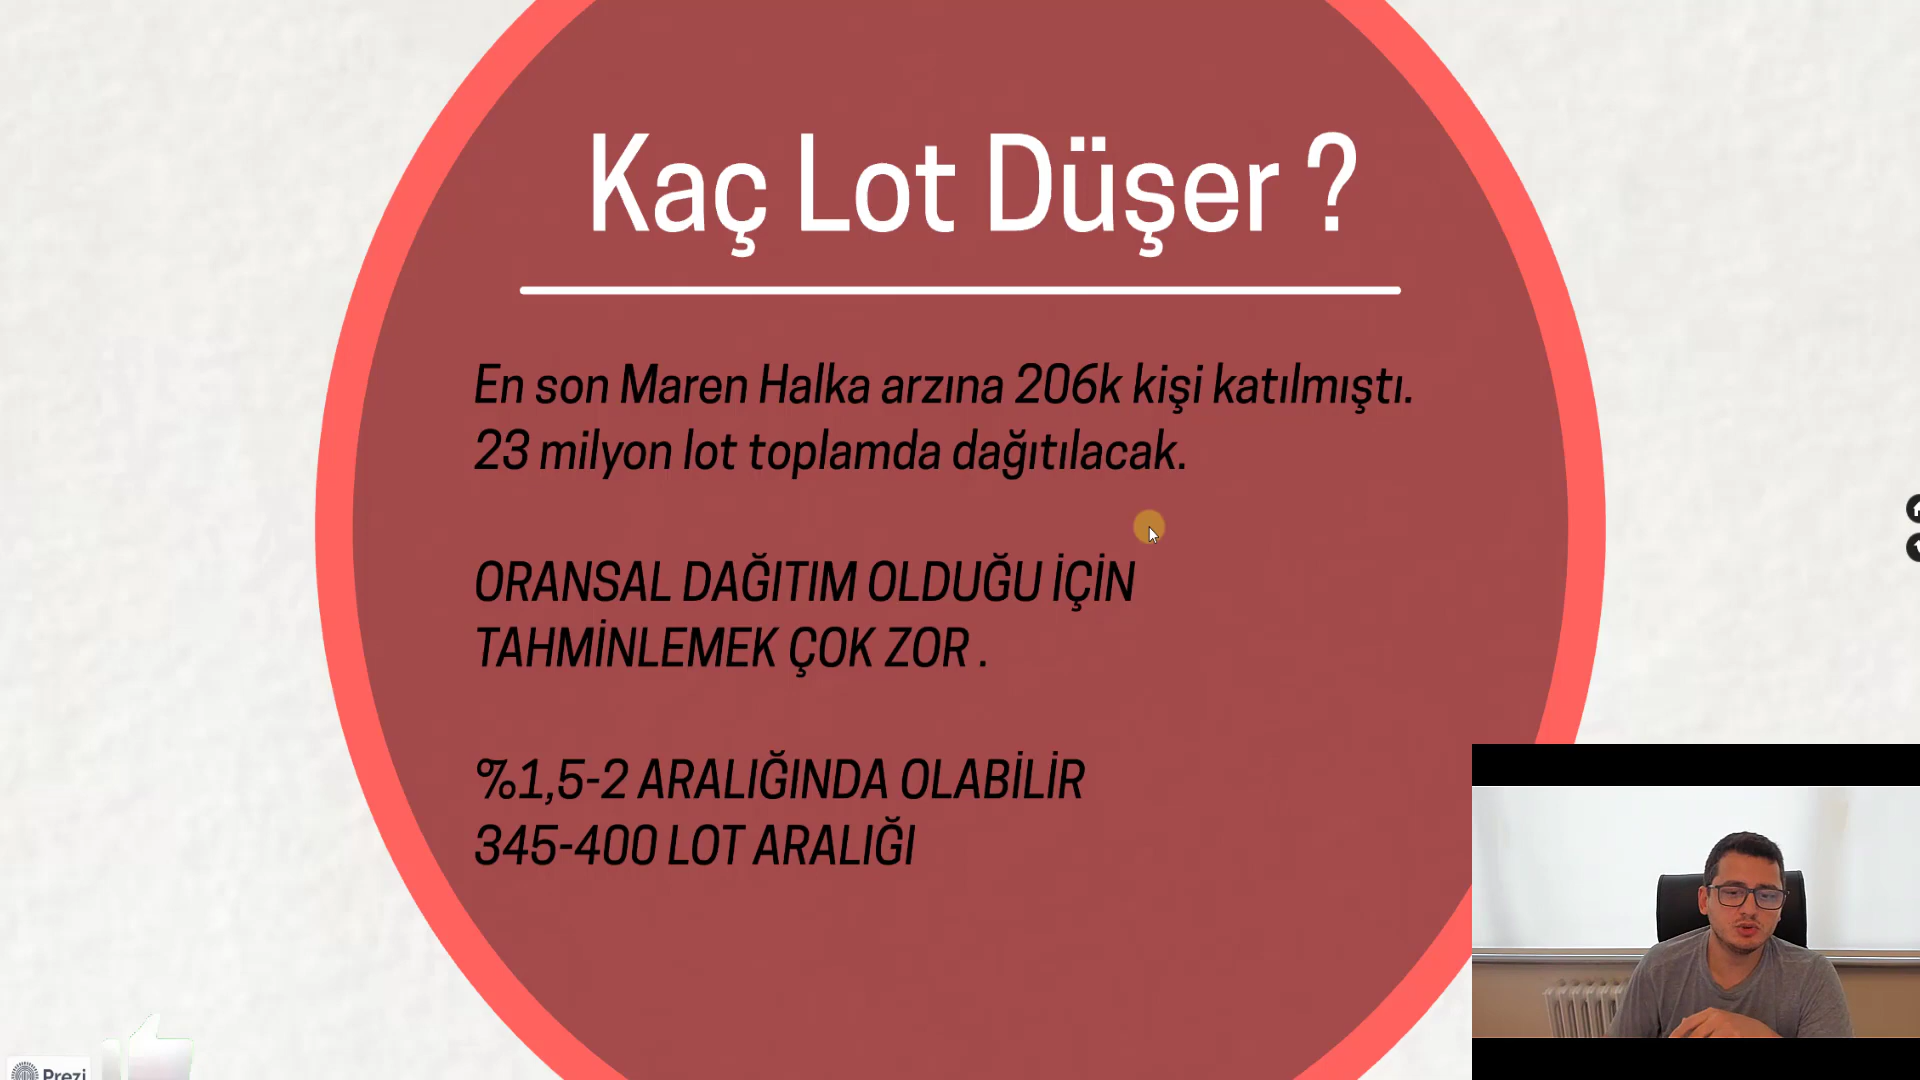 Kaç Lot Düşer ?
En son Maren Halka arzına 206k kişi katılmıştı.
23 milyon lot toplamda dağıtılacak.
ORANSAL DAĞITIM OLDUĞU İÇİN
TAHMİNLEMEK ÇOK ZOR .
%1,5-2 ARALIĞINDA OLABİLİR
345-400 LOT ARALIĞI
Prezi